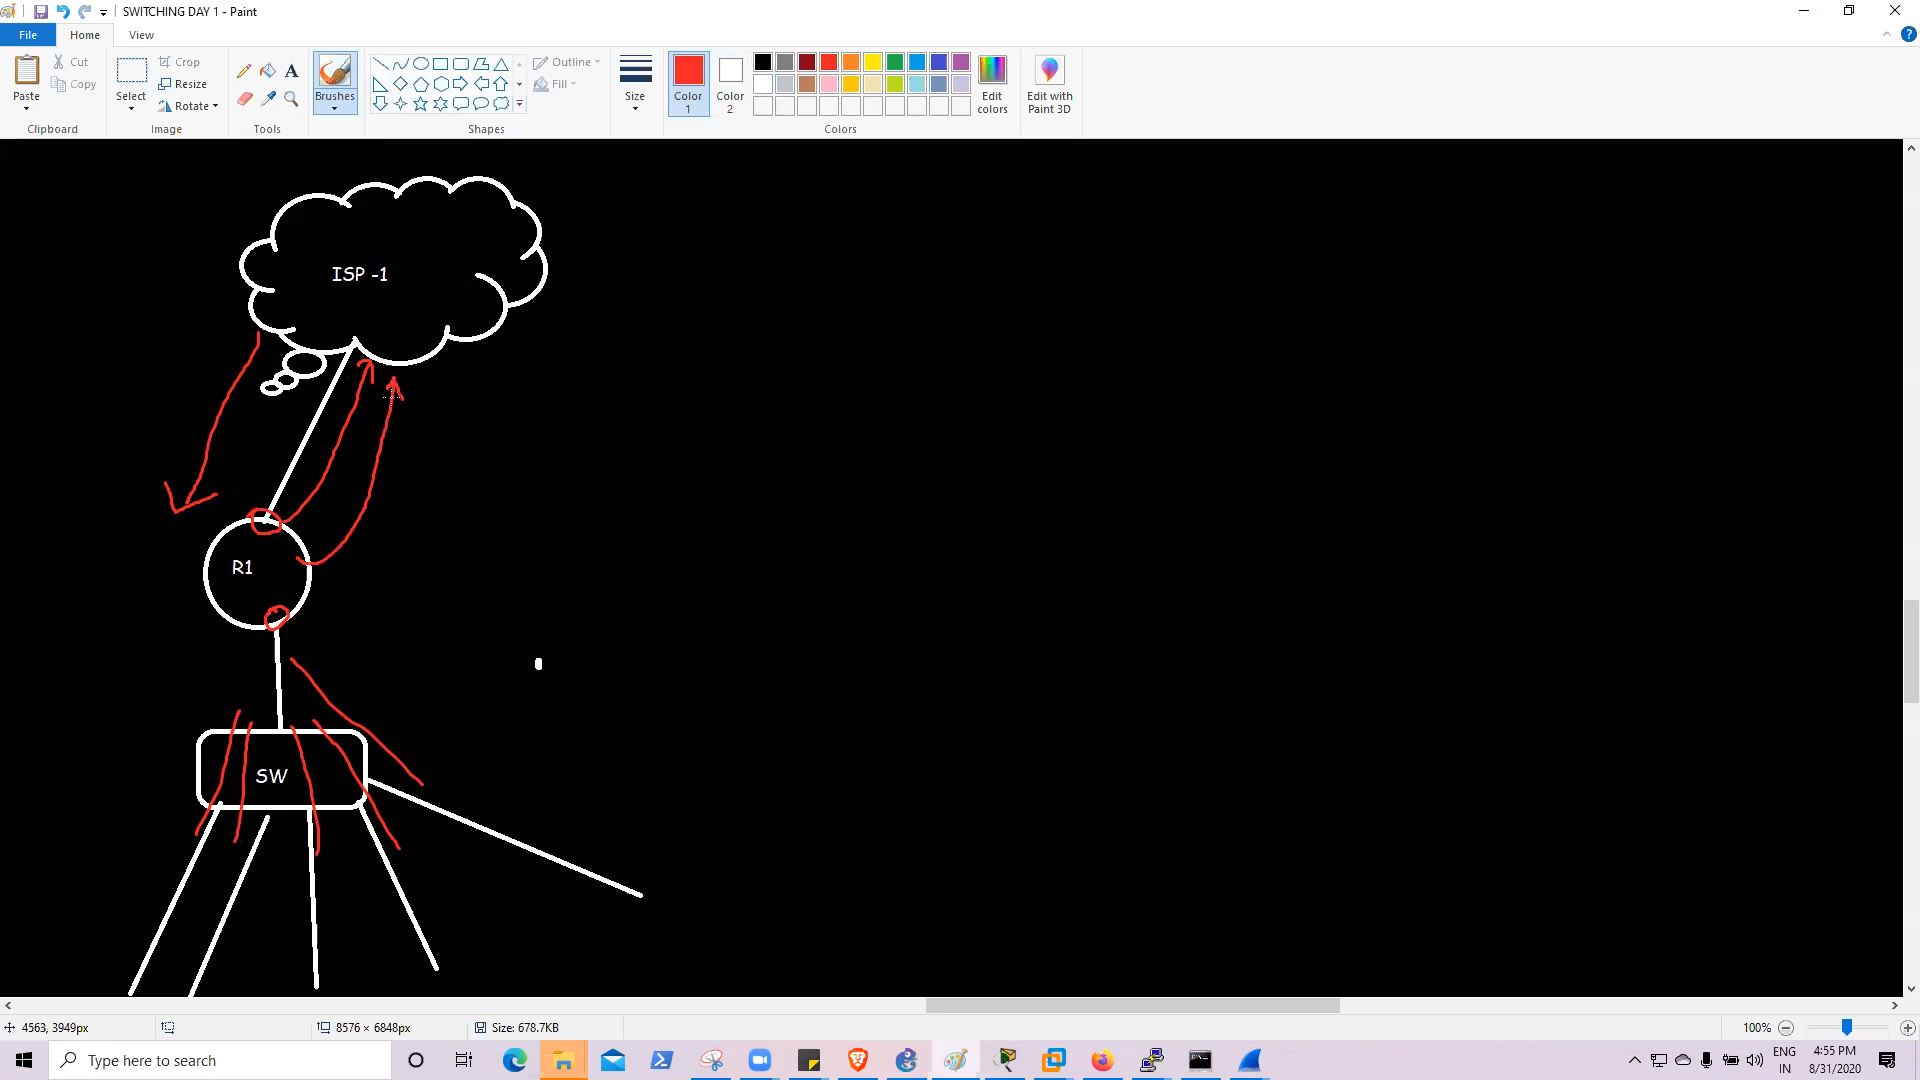 SWITCHING DAY 1 - Paint
File
Home
View
Paste
Cut
Copy
Clipboard
Select
Crop
Resize
Rotate
Image
Tools
Brushes
Shapes
Outline
Fill
Size
Color 1
Color 2
Edit colors
Edit with Paint 3D
Colors
ISP -1
R1
SW
4563, 3949px
8576 × 6848px
Size: 678.7KB
100%
Type here to search
ENG
IN
4:55 PM
8/31/2020